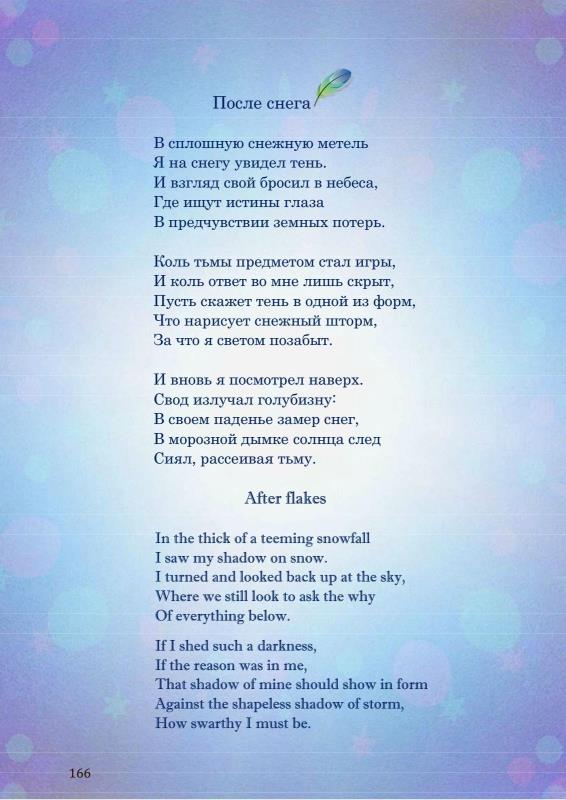 После снега
В сплошную снежную метель
Я на снегу увидел тень.
И взгляд свой бросил в небеса,
Где ищут истины глаза
В предчувствии земных потерь.
Коль тьмы предметом стал игры,
И коль ответ во мне лишь скрыт,
Пусть скажет тень в одной из форм,
Что нарисует снежный шторм,
За что я светом позабыт.
И вновь я посмотрел наверх.
Свод излучал голубизну:
В своем паденье замер снег,
В морозной дымке солнца след
Сиял, рассеивая тьму.
After flakes
In the thick of a teeming snowfall
I saw my shadow on snow.
I turned and looked back up at the sky,
Where we still look to ask the why
Of everything below.
If I shed such a darkness,
If the reason was in me,
That shadow of mine should show in form
Against the shapeless shadow of storm,
How swarthy I must be.
166